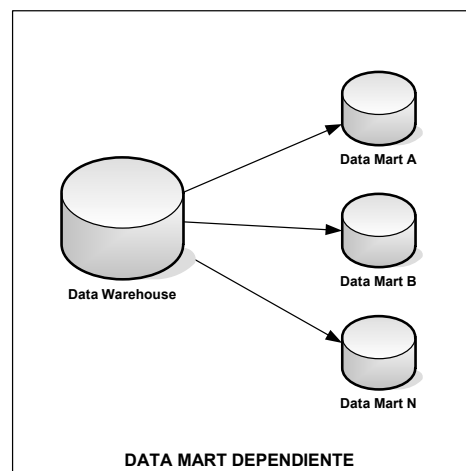 Data Mart A
Data Warehouse
Data Mart B
Data Mart N
DATA MART DEPENDIENTE